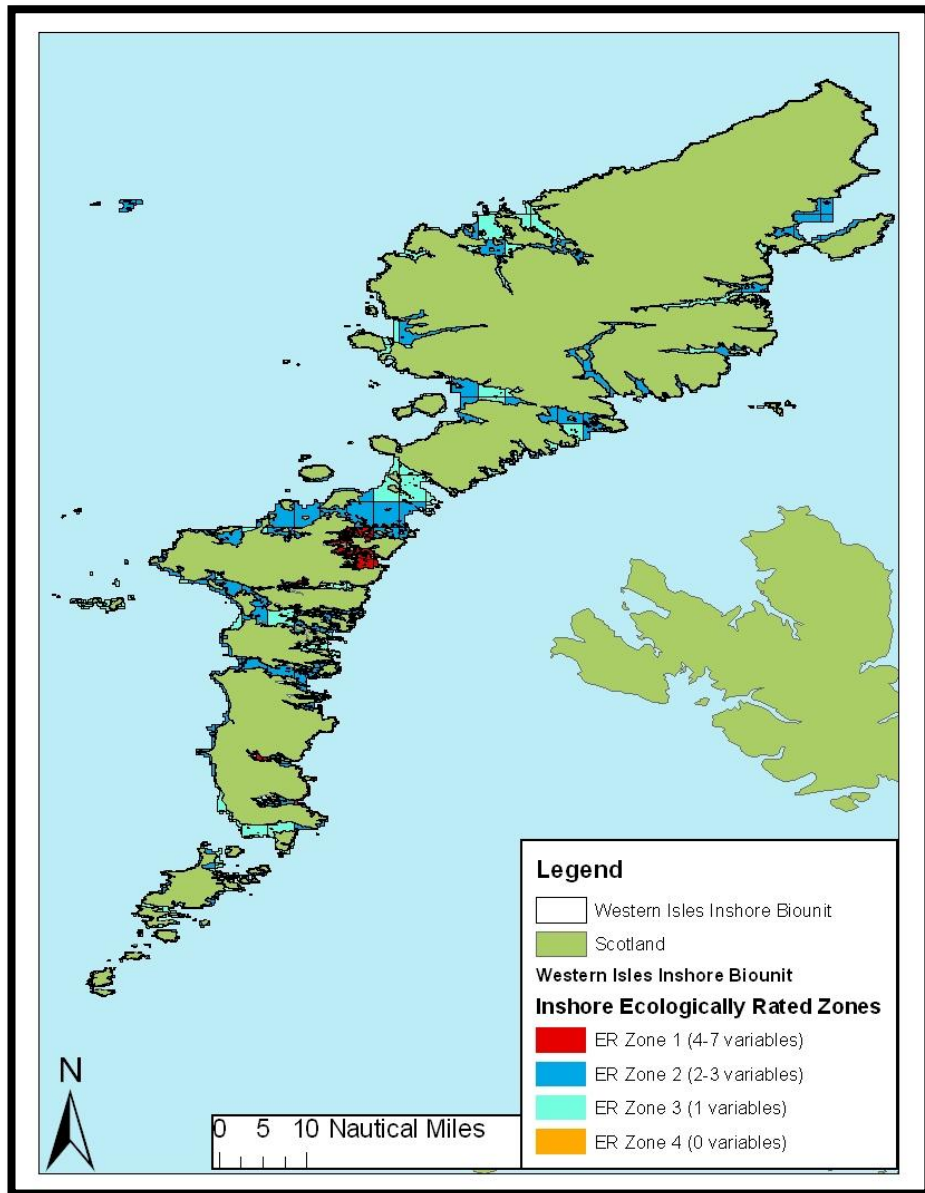 Legend
Western Isles Inshore Biounit
Scotland
Western Isles Inshore Biounit
Inshore Ecologically Rated Zones
ER Zone 1 (4-7 variables)
ER Zone 2 (2-3 variables)
ER Zone 3 (1 variables)
ER Zone 4 (0 variables)
N
0 5 10 Nautical Miles